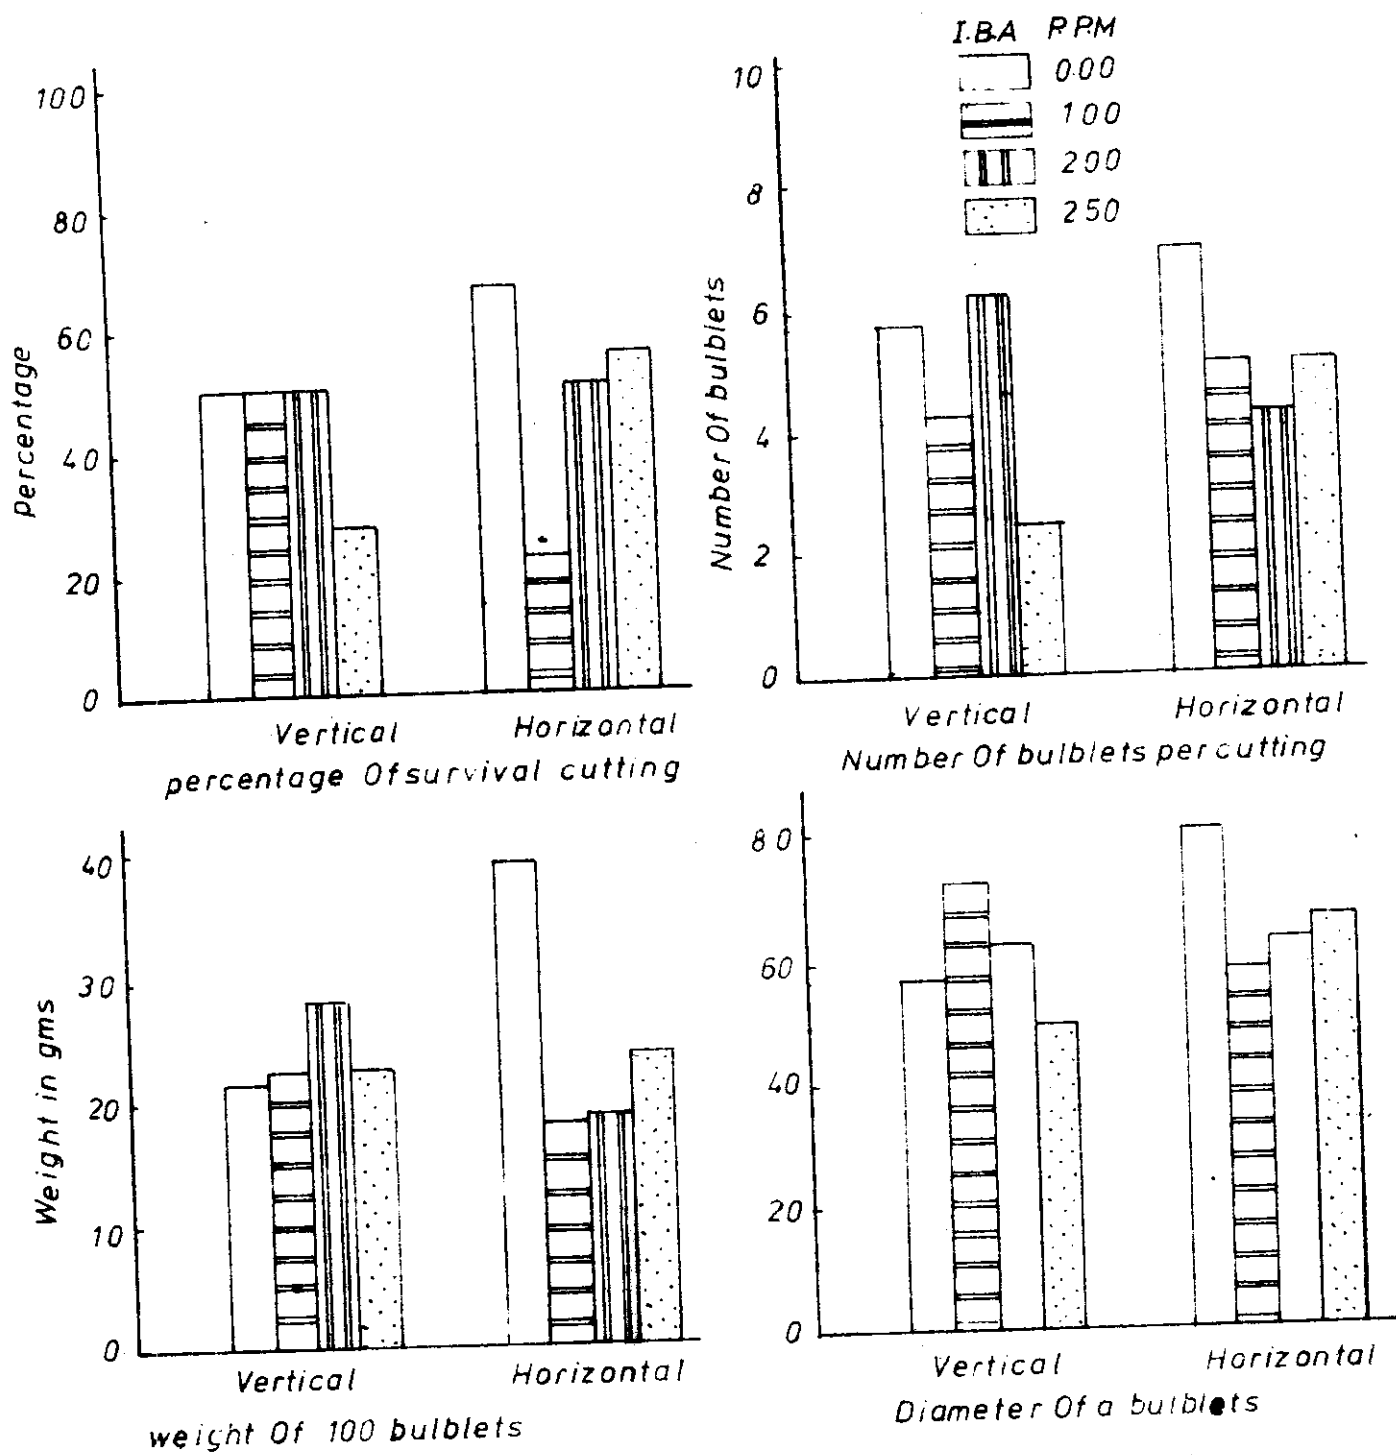 I.B.A P.P.M
0.00
100
200
250
100
80
60
40
20
0
Percentage
Vertical Horizontal
percentage Of survival cutting
10
8
6
4
2
0
Number Of bulblets
Vertical Horizontal
Number Of bulblets per cutting
40
30
20
10
0
Weight in gms
Vertical Horizontal
weight Of 100 bulblets
80
60
40
20
0
Vertical Horizontal
Diameter Of a bulblets